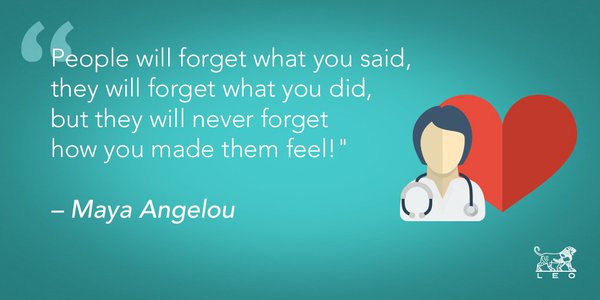 “People will forget what you said,
they will forget what you did,
but they will never forget
how you made them feel!"
– Maya Angelou
LEO